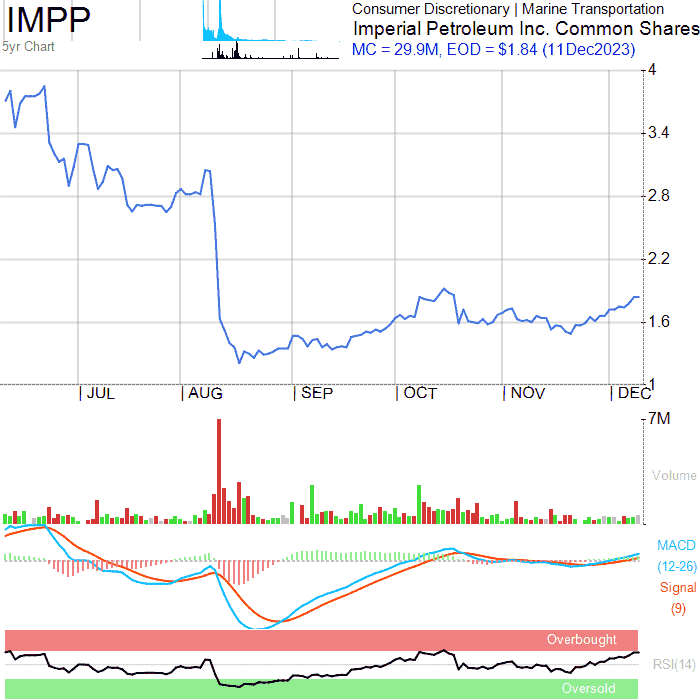 IMPP
5yr Chart
Consumer Discretionary | Marine Transportation
Imperial Petroleum Inc. Common Shares
MC = 29.9M, EOD = $1.84 (11Dec2023)
4
3.4
2.8
2.2
1.6
1
JUL AUG SEP OCT NOV DEC
7M
Volume
MACD
(12-26)
Signal
(9)
Overbought
RSI(14)
Oversold